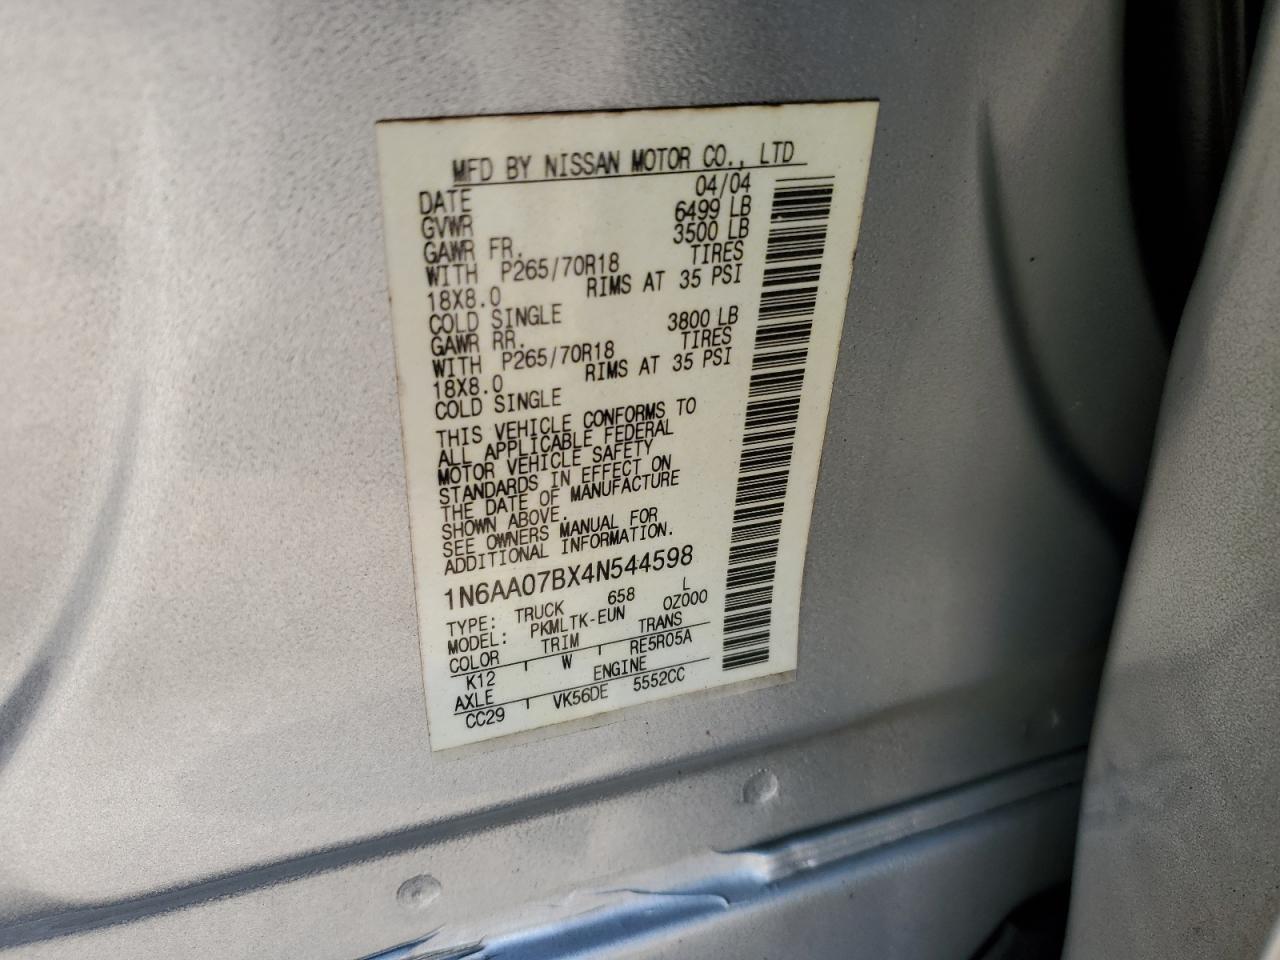 MFD BY NISSAN MOTOR CO., LTD
DATE 04/04
GVWR 6499 LB
GAWR FR. 3500 LB
WITH P265/70R18 TIRES
18X8.0 RIMS AT 35 PSI
COLD SINGLE
GAWR RR. 3800 LB
WITH P265/70R18 TIRES
18X8.0 RIMS AT 35 PSI
COLD SINGLE
THIS VEHICLE CONFORMS TO
ALL APPLICABLE FEDERAL
MOTOR VEHICLE SAFETY
STANDARDS IN EFFECT ON
THE DATE OF MANUFACTURE
SHOWN ABOVE.
SEE OWNERS MANUAL FOR
ADDITIONAL INFORMATION.
1N6AA07BX4N544598
TYPE: TRUCK 658 L
MODEL: PKMLTK-EUN OZ000
COLOR TRIM TRANS
K12 W RE5R05A
AXLE ENGINE
CC29 VK56DE 5552CC